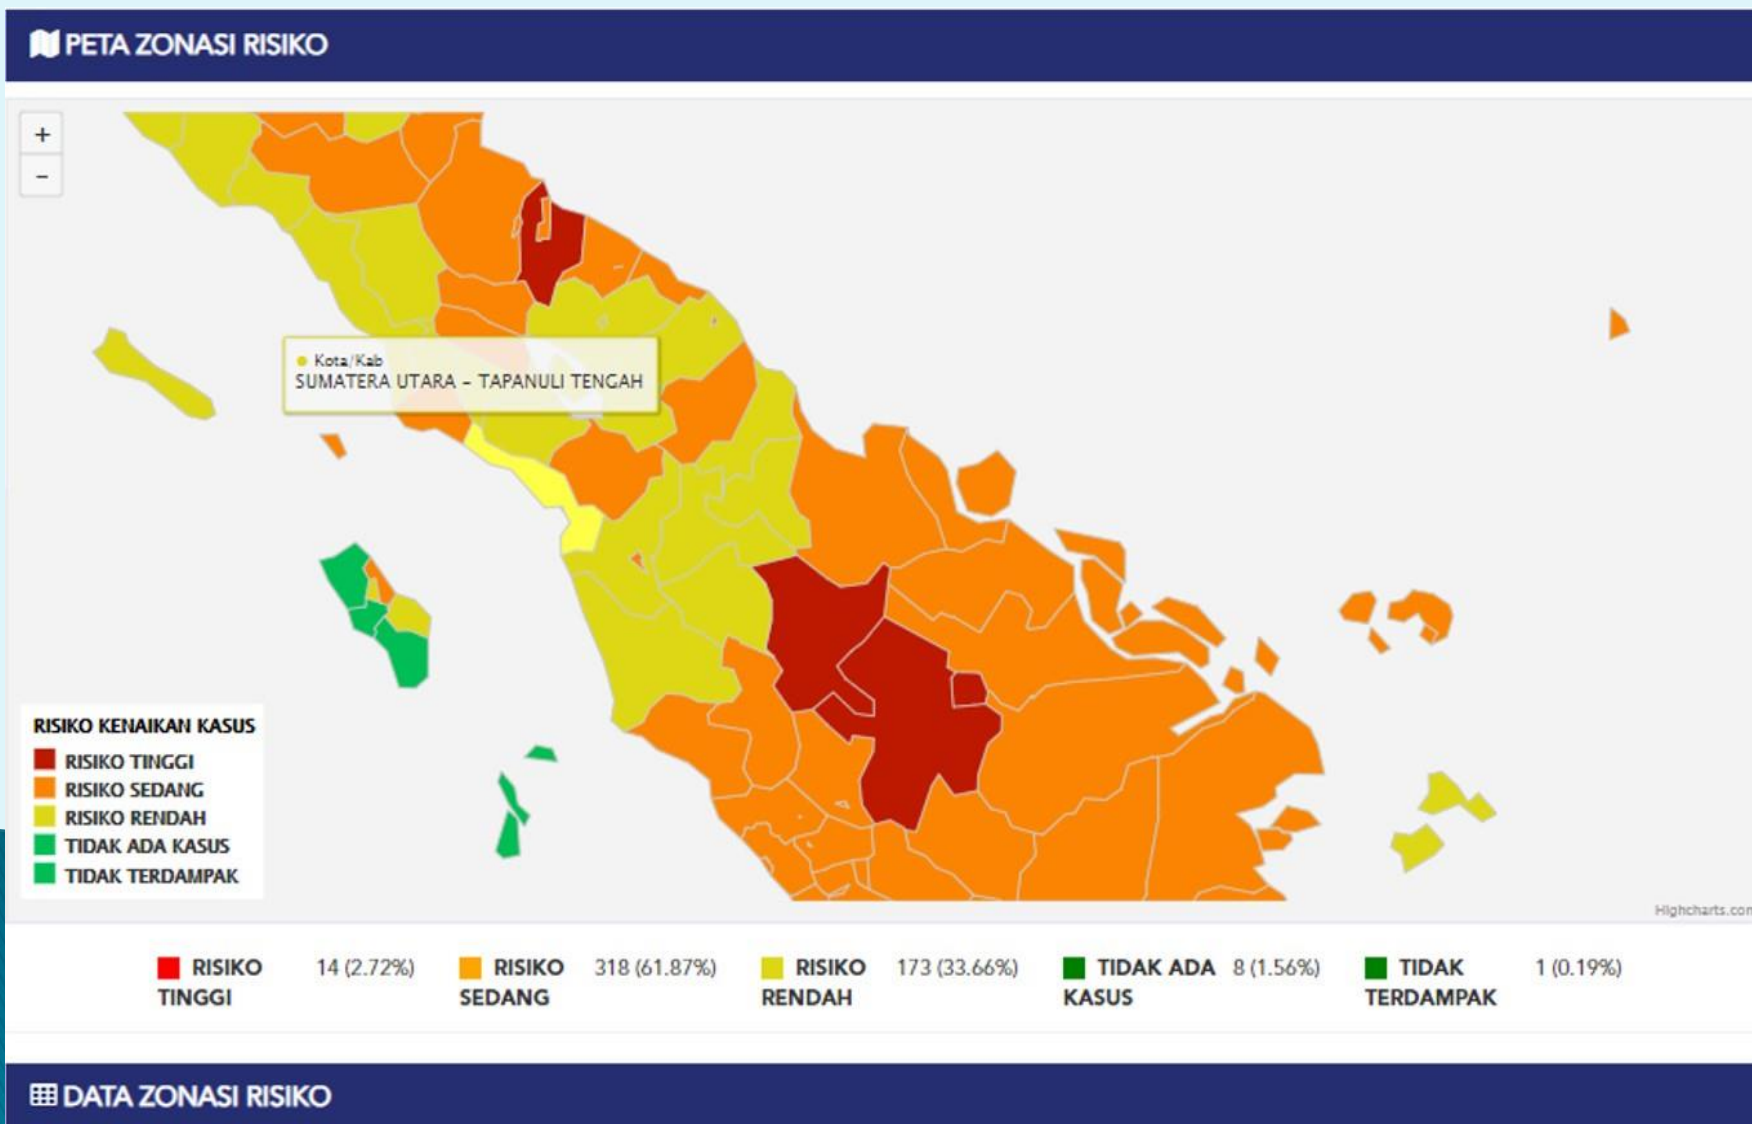 PETA ZONASI RISIKO
+
−
Kota/Kab
SUMATERA UTARA - TAPANULI TENGAH
RISIKO KENAIKAN KASUS
RISIKO TINGGI
RISIKO SEDANG
RISIKO RENDAH
TIDAK ADA KASUS
TIDAK TERDAMPAK
Highcharts.com
RISIKO TINGGI 14 (2.72%)
RISIKO SEDANG 318 (61.87%)
RISIKO RENDAH 173 (33.66%)
TIDAK ADA KASUS 8 (1.56%)
TIDAK TERDAMPAK 1 (0.19%)
DATA ZONASI RISIKO